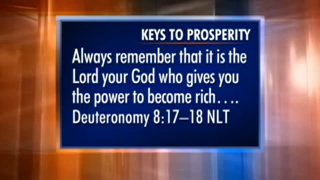 KEYS TO PROSPERITY
Always remember that it is the
Lord your God who gives you
the power to become rich....
Deuteronomy 8:17–18 NLT